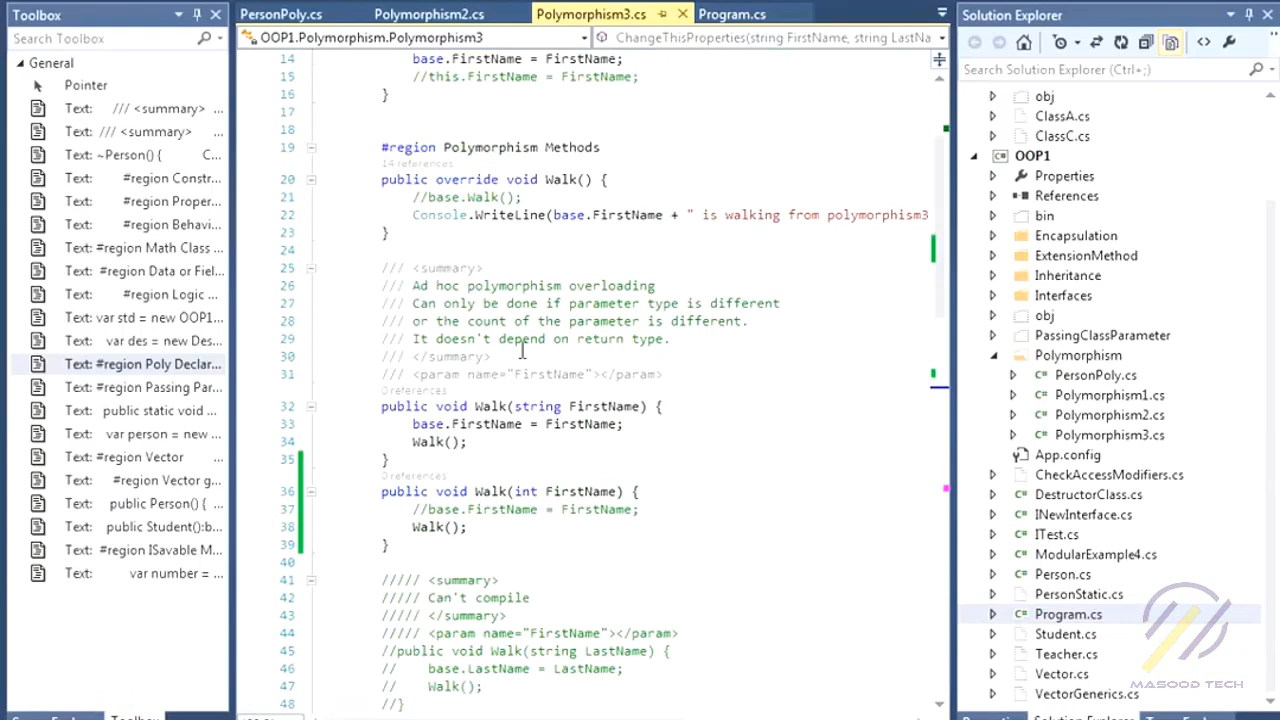 Toolbox
Search Toolbox
General
Pointer
Text: /// <summary> ...
Text: /// <summary> ...
Text: ~Person() { C...
Text: #region Constr...
Text: #region Proper...
Text: #region Behavi...
Text: #region Math Class ...
Text: #region Data or Fiel...
Text: #region Logic ...
Text: var std = new OOP1...
Text: var des = new Des...
Text: #region Poly Declar...
Text: #region Passing Par...
Text: public static void ...
Text: var person = new ...
Text: #region Vector
Text: #region Vector g...
Text: public Person() { ...
Text: public Student():b...
Text: #region ISavable M...
Text: var number = ...
Toolbox
PersonPoly.cs Polymorphism2.cs Polymorphism3.cs Program.cs
OOP1.Polymorphism.Polymorphism3 ChangeThisProperties(string FirstName, string LastNa
14 base.FirstName = FirstName;
15 //this.FirstName = FirstName;
16 }
17
18
19 #region Polymorphism Methods
14 references
20 public override void Walk() {
21 //base.Walk();
22 Console.WriteLine(base.FirstName + " is walking from polymorphism3
23 }
24
25 /// <summary>
26 /// Ad hoc polymorphism overloading
27 /// Can only be done if parameter type is different
28 /// or the count of the parameter is different.
29 /// It doesn't depend on return type.
30 /// </summary>
31 /// <param name="FirstName"></param>
0 references
32 public void Walk(string FirstName) {
33 base.FirstName = FirstName;
34 Walk();
35 }
0 references
36 public void Walk(int FirstName) {
37 //base.FirstName = FirstName;
38 Walk();
39 }
40
41 ///// <summary>
42 ///// Can't compile
43 ///// </summary>
44 ///// <param name="FirstName"></param>
45 //public void Walk(string LastName) {
46 // base.LastName = LastName;
47 // Walk();
48 //}
Solution Explorer
Search Solution Explorer (Ctrl+;)
obj
ClassA.cs
ClassC.cs
OOP1
Properties
References
bin
Encapsulation
ExtensionMethod
Inheritance
Interfaces
obj
PassingClassParameter
Polymorphism
PersonPoly.cs
Polymorphism1.cs
Polymorphism2.cs
Polymorphism3.cs
App.config
CheckAccessModifiers.cs
DestructorClass.cs
INewInterface.cs
ITest.cs
ModularExample4.cs
Person.cs
PersonStatic.cs
Program.cs
Student.cs
Teacher.cs
Vector.cs
VectorGenerics.cs
MASOOD TECH